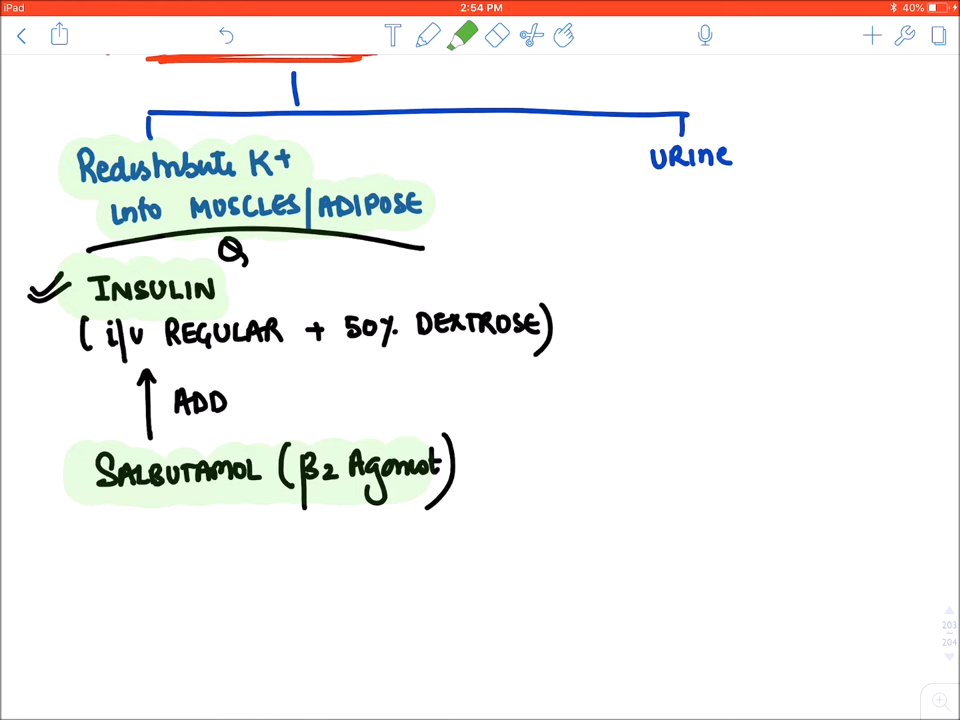 iPad
2:54 PM
40%
T
Redistribute K+
URINE
into MUSCLES|ADIPOSE
INSULIN
(i/v REGULAR + 50% DEXTROSE)
ADD
SALBUTAMOL (β2 Agonist)
203
204